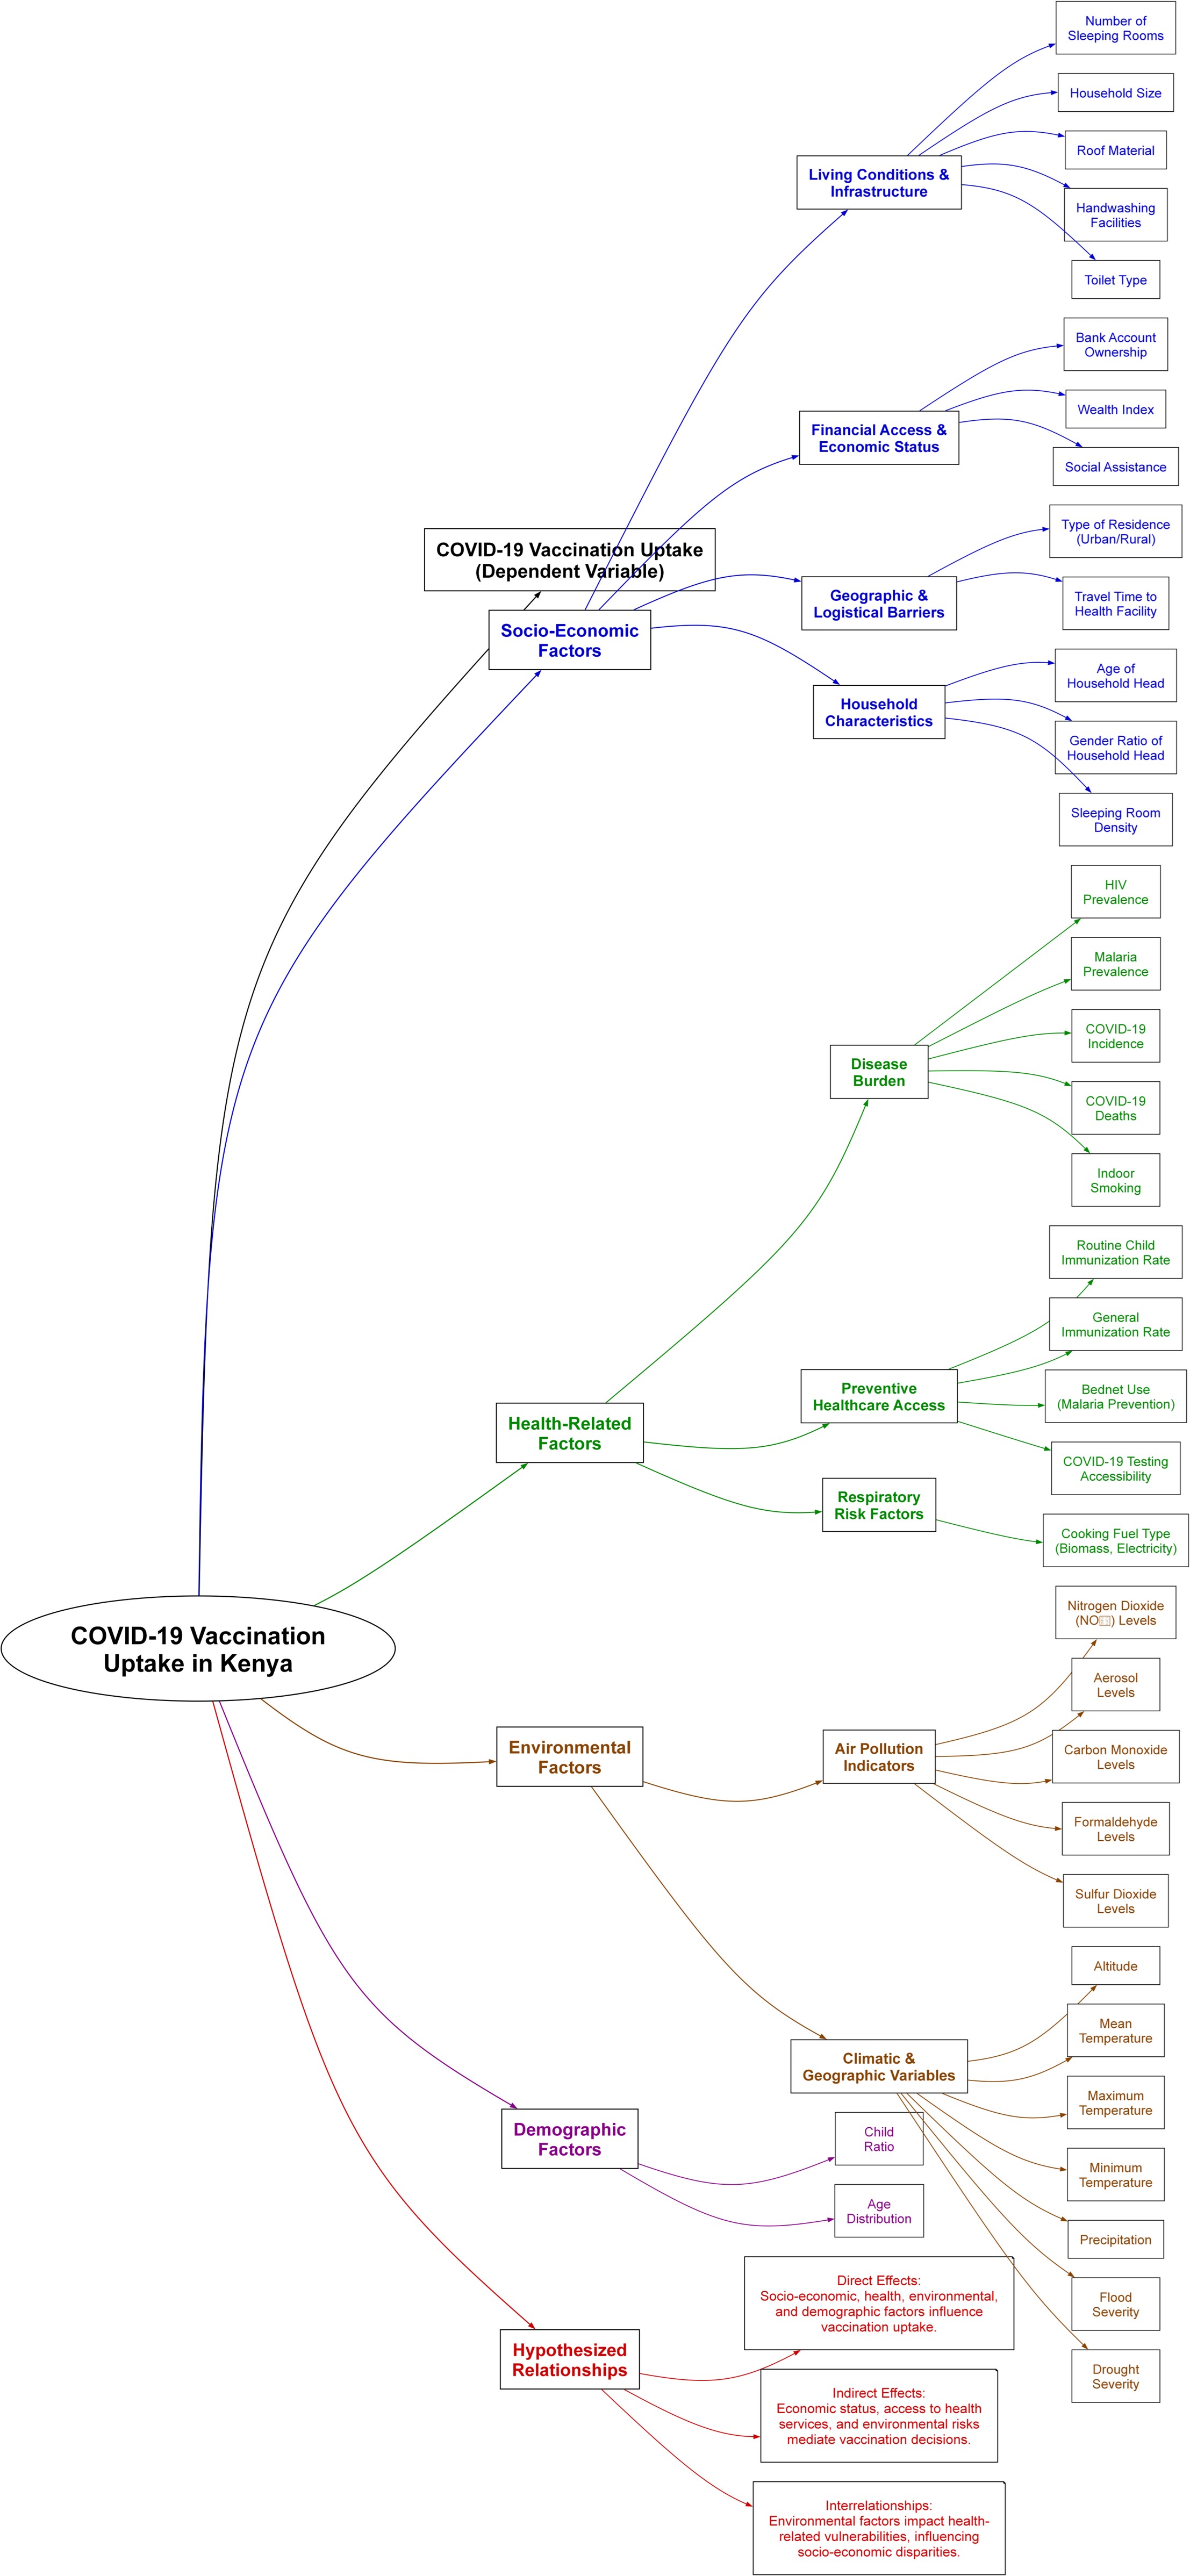 Number of
Sleeping Rooms
Household Size
Roof Material
Living Conditions &
Infrastructure
Handwashing
Facilities
Toilet Type
Bank Account
Ownership
Wealth Index
Financial Access &
Economic Status
Social Assistance
Type of Residence
(Urban/Rural)
COVID-19 Vaccination Uptake
(Dependent Variable)
Geographic &
Logistical Barriers
Travel Time to
Health Facility
Socio-Economic
Factors
Age of
Household Head
Household
Characteristics
Gender Ratio of
Household Head
Sleeping Room
Density
HIV
Prevalence
Malaria
Prevalence
COVID-19
Incidence
Disease
Burden
COVID-19
Deaths
Indoor
Smoking
Routine Child
Immunization Rate
General
Immunization Rate
Preventive
Healthcare Access
Bednet Use
(Malaria Prevention)
Health-Related
Factors
COVID-19 Testing
Accessibility
Respiratory
Risk Factors
Cooking Fuel Type
(Biomass, Electricity)
COVID-19 Vaccination
Uptake in Kenya
Nitrogen Dioxide
(NO) Levels
Aerosol
Levels
Environmental
Factors
Air Pollution
Indicators
Carbon Monoxide
Levels
Formaldehyde
Levels
Sulfur Dioxide
Levels
Altitude
Mean
Temperature
Climatic &
Geographic Variables
Maximum
Temperature
Demographic
Factors
Child
Ratio
Minimum
Temperature
Age
Distribution
Precipitation
Direct Effects:
Socio-economic, health, environmental,
and demographic factors influence
vaccination uptake.
Flood
Severity
Hypothesized
Relationships
Drought
Severity
Indirect Effects:
Economic status, access to health
services, and environmental risks
mediate vaccination decisions.
Interrelationships:
Environmental factors impact health-
related vulnerabilities, influencing
socio-economic disparities.